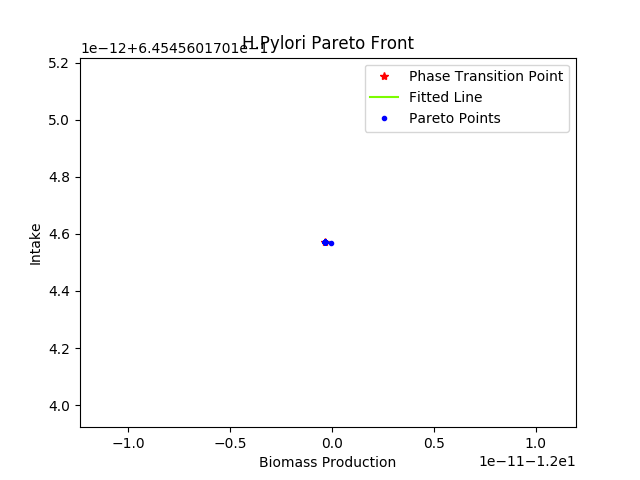 H.Pylori Pareto Front
1e−12+6.4545601701e−1
5.2
5.0
4.8
4.6
4.4
4.2
4.0
Intake
Phase Transition Point
Fitted Line
Pareto Points
−1.0 −0.5 0.0 0.5 1.0
Biomass Production
1e−11−1.2e1